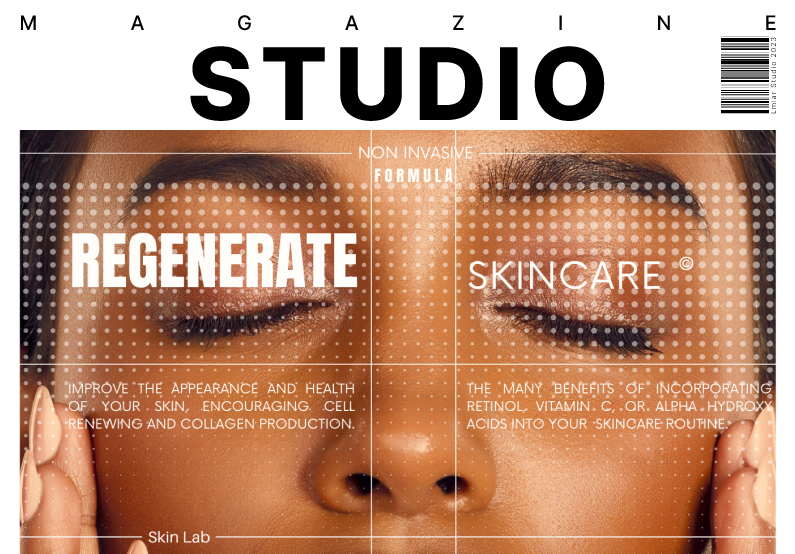 MAGAZINE
STUDIO
Lmiar Studio 2023
NON INVASIVE
FORMULA
REGENERATE
SKINCARE ©
IMPROVE THE APPEARANCE AND HEALTH
OF YOUR SKIN, ENCOURAGING CELL
RENEWING AND COLLAGEN PRODUCTION.
THE MANY BENEFITS OF INCORPORATING
RETINOL, VITAMIN C, OR ALPHA HYDROXY
ACIDS INTO YOUR SKINCARE ROUTINE.
Skin Lab